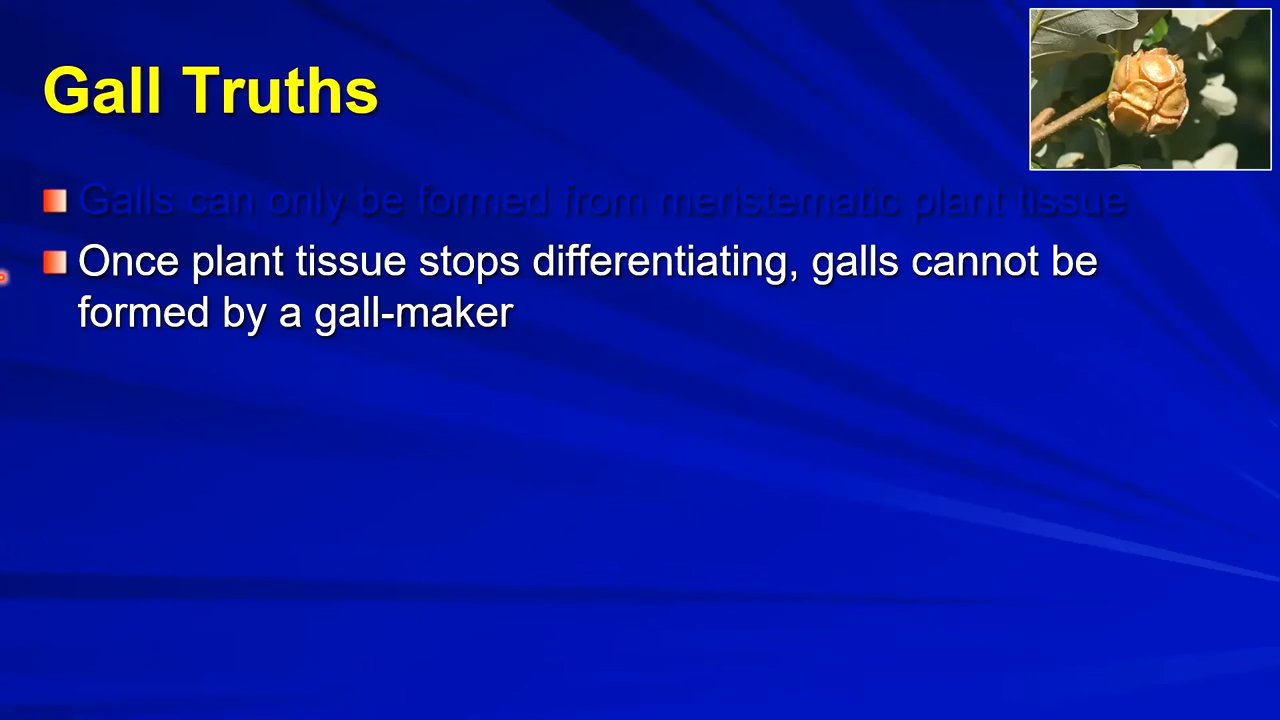 Gall Truths
Galls can only be formed from meristematic plant tissue
Once plant tissue stops differentiating, galls cannot be
formed by a gall-maker